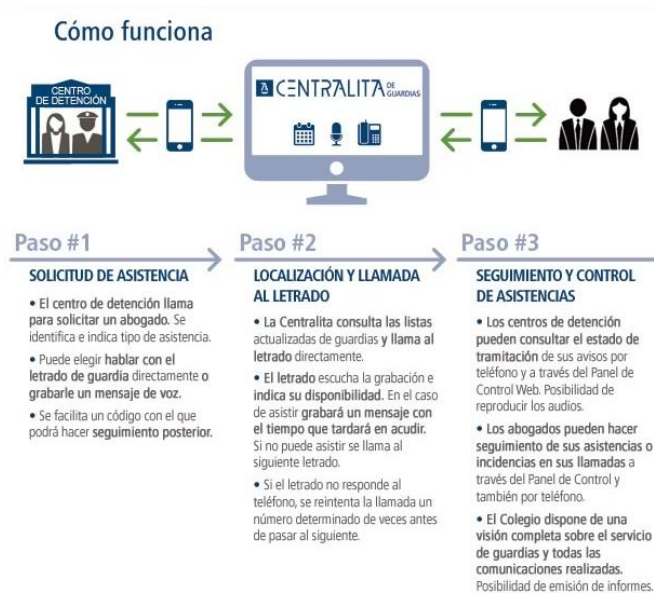 Cómo funciona
CENTRO
DE DETENCIÓN
CENTRALITA DE
GUARDIAS
Paso #1
SOLICITUD DE ASISTENCIA
• El centro de detención llama
para solicitar un abogado. Se
identifica e indica tipo de asistencia.
• Puede elegir hablar con el
letrado de guardia directamente o
grabarle un mensaje de voz.
• Se facilita un código con el que
podrá hacer seguimiento posterior.
Paso #2
LOCALIZACIÓN Y LLAMADA
AL LETRADO
• La Centralita consulta las listas
actualizadas de guardias y llama al
letrado directamente.
• El letrado escucha la grabación e
indica su disponibilidad. En el caso
de asistir grabará un mensaje con
el tiempo que tardará en acudir.
Si no puede asistir se llama al
siguiente letrado.
• Si el letrado no responde al
teléfono, se reintenta la llamada un
número determinado de veces antes
de pasar al siguiente.
Paso #3
SEGUIMIENTO Y CONTROL
DE ASISTENCIAS
• Los centros de detención
pueden consultar el estado de
tramitación de sus avisos por
teléfono y a través del Panel de
Control Web. Posibilidad de
reproducir los audios.
• Los abogados pueden hacer
seguimiento de sus asistencias o
incidencias en sus llamadas a
través del Panel de Control y
también por teléfono.
• El Colegio dispone de una
visión completa sobre el servicio
de guardias y todas las
comunicaciones realizadas.
Posibilidad de emisión de informes.